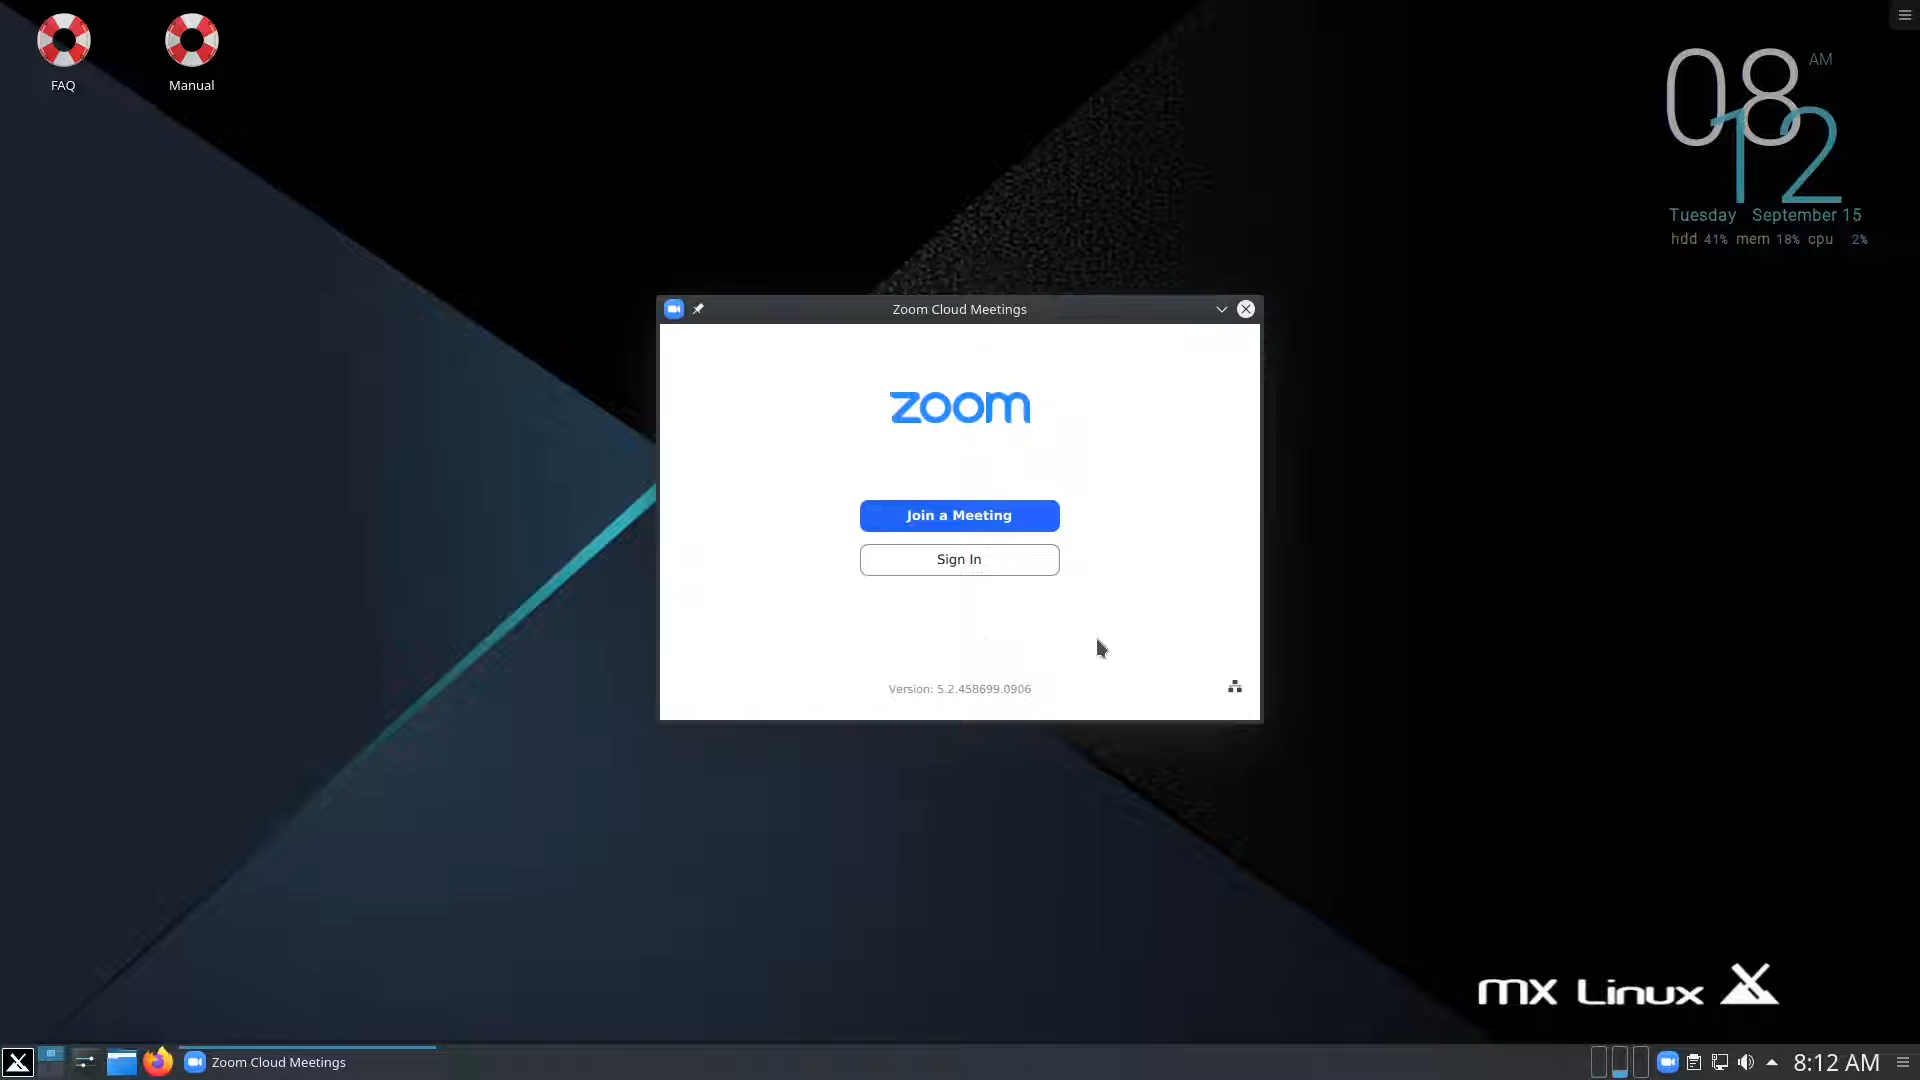 FAQ
Manual
08 AM
12
Tuesday September 15
hdd 41% mem 18% cpu 2%
Zoom Cloud Meetings
zoom
Join a Meeting
Sign In
Version: 5.2.458699.0906
mx Linux
Zoom Cloud Meetings
8:12 AM